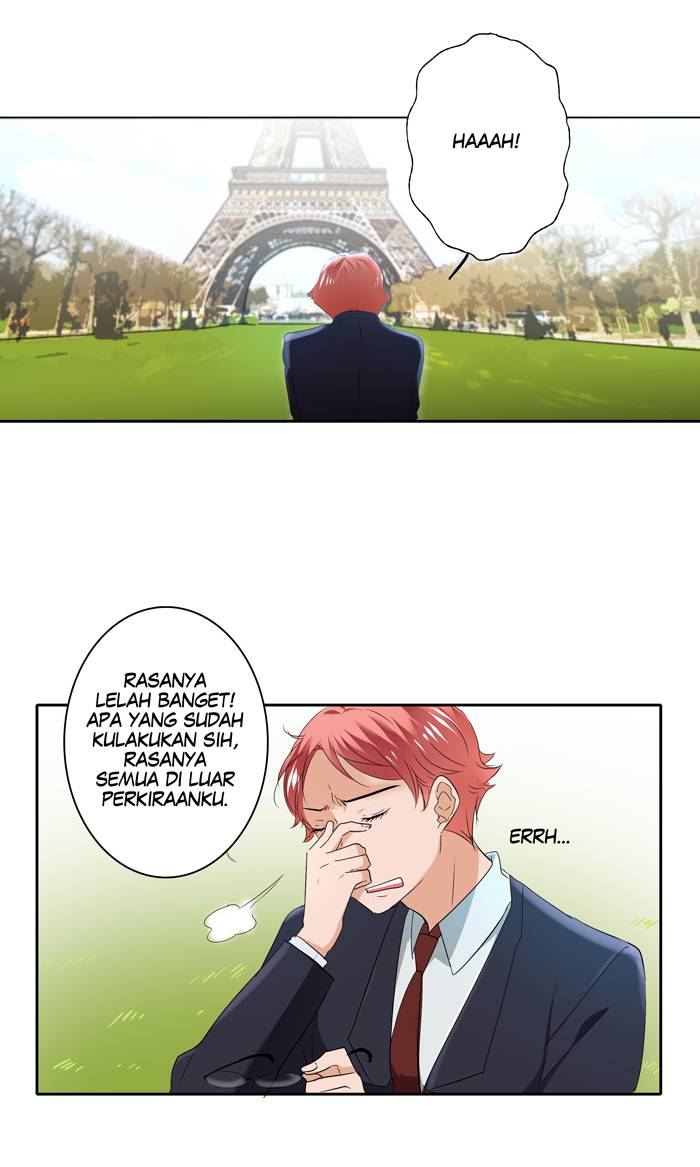 HAAAH!
RASANYA
LELAH BANGET!
APA YANG SUDAH
KULAKUKAN SIH,
RASANYA
SEMUA DI LUAR
PERKIRAANKU.
ERRH...